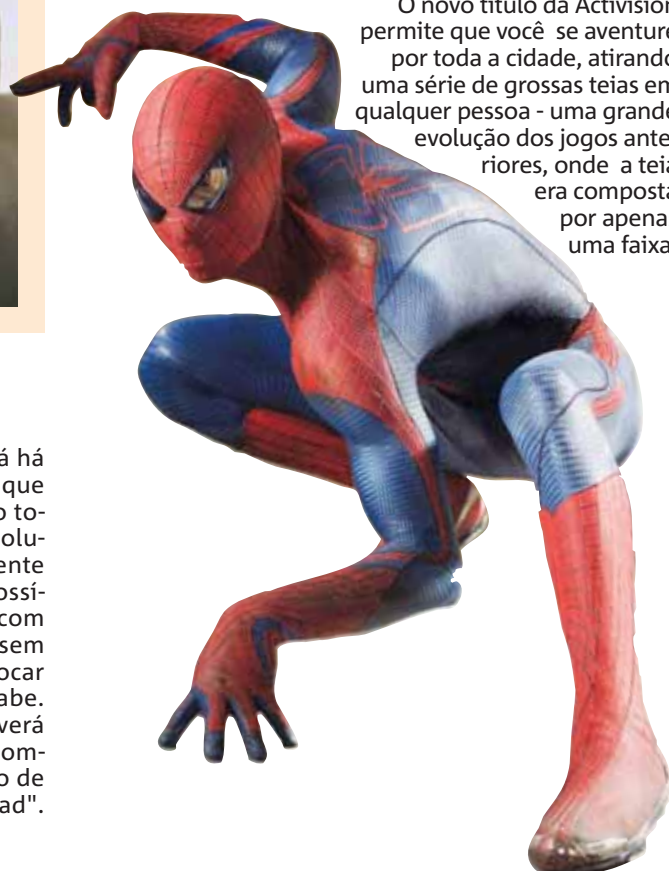 O novo título da Activision
permite que você se aventure
por toda a cidade, atirando
uma série de grossas teias em
qualquer pessoa - uma grande
evolução dos jogos ante
riores, onde a teia
era composta
por apena
uma faixa
á há
que
o to-
olu-
ente
ossí-
com
sem
ocar
abe.
verá
om-
o de
ad".